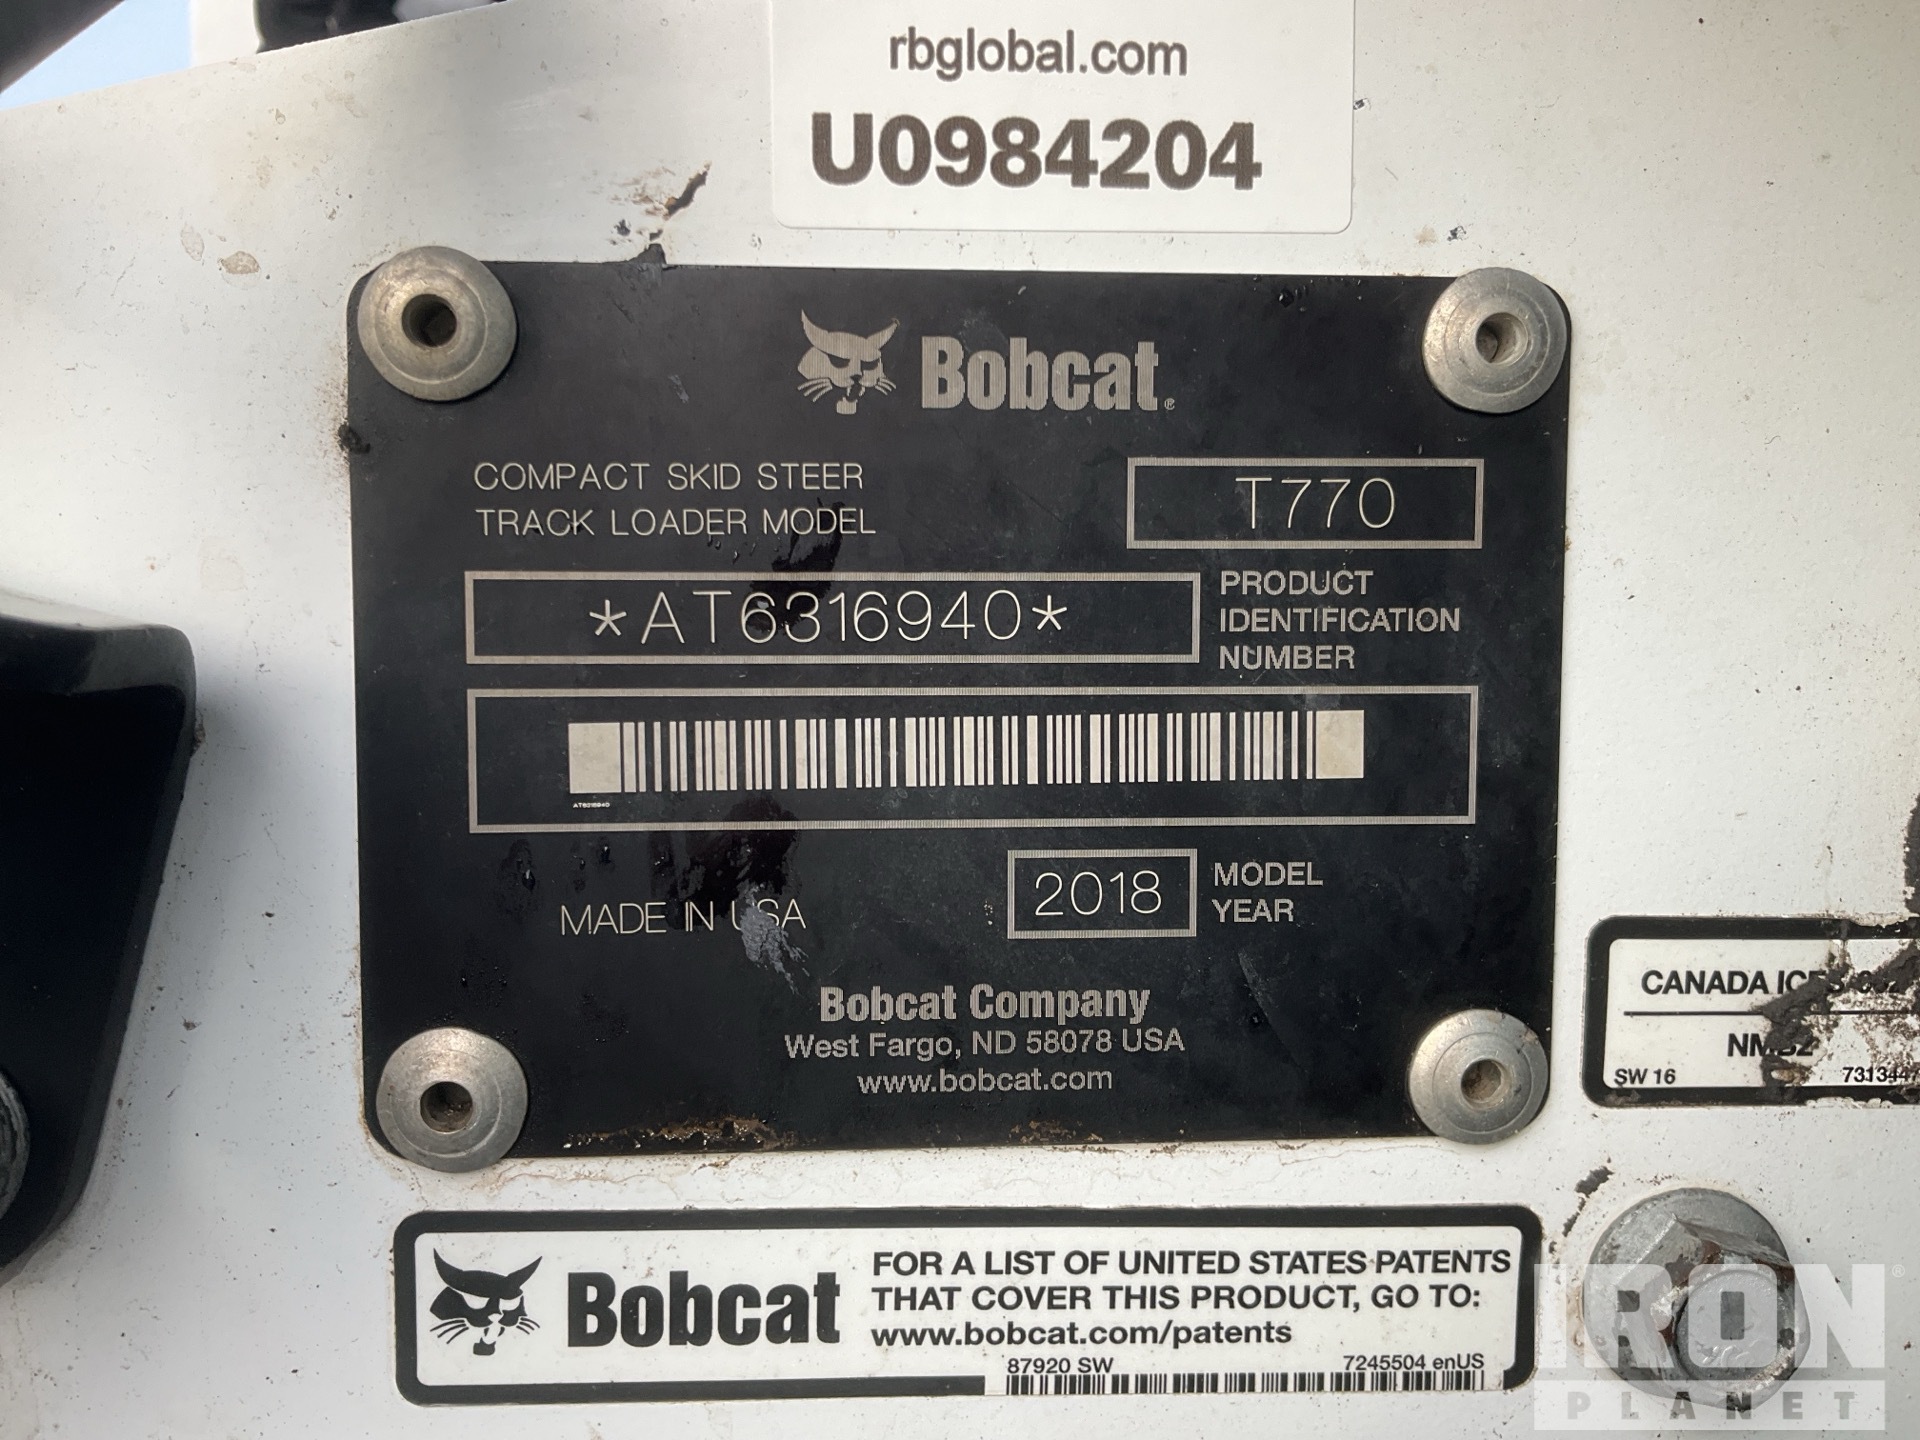 rbglobal.com
U0984204
Bobcat®
COMPACT SKID STEER
TRACK LOADER MODEL
T770
*AT6316940*
PRODUCT
IDENTIFICATION
NUMBER
AT6316940
MADE IN USA
2018
MODEL
YEAR
Bobcat Company
West Fargo, ND 58078 USA
www.bobcat.com
CANADA
NMB2
SW 16
Bobcat
FOR A LIST OF UNITED STATES PATENTS
THAT COVER THIS PRODUCT, GO TO:
www.bobcat.com/patents
87920 SW
7245504 enUS
IRON
PLANET
®